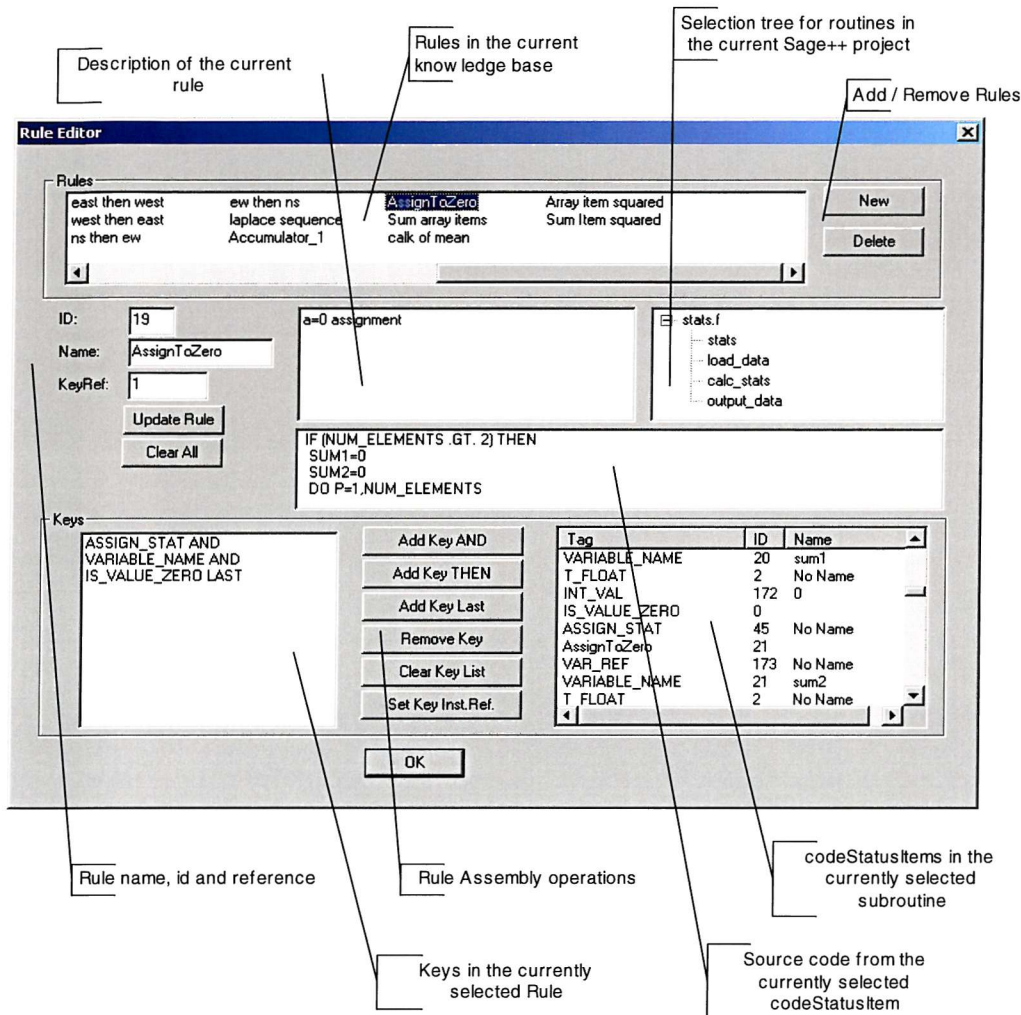 Description of the current
rule
Rules in the current
know ledge base
Selection tree for routines in
the current Sage++ project
Add / Remove Rules
Rule Editor
Rules
east then west
west then east
ns then ew
ew then ns
laplace sequence
Accumulator_1
AssignToZero
Sum array items
calk of mean
Array item squared
Sum Item squared
New
Delete
ID:
19
Name:
AssignToZero
KeyRef:
1
Update Rule
Clear All
a=0 assignment
stats.f
stats
load_data
calc_stats
output_data
IF (NUM_ELEMENTS .GT. 2) THEN
SUM1=0
SUM2=0
DO P=1,NUM_ELEMENTS
Keys
ASSIGN_STAT AND
VARIABLE_NAME AND
IS_VALUE_ZERO LAST
Add Key AND
Add Key THEN
Add Key Last
Remove Key
Clear Key List
Set Key Inst.Ref.
Tag ID Name
VARIABLE_NAME 20 sum1
T_FLOAT 2 No Name
INT_VAL 172 0
IS_VALUE_ZERO 0
ASSIGN_STAT 45 No Name
AssignToZero 21
VAR_REF 173 No Name
VARIABLE_NAME 21 sum2
T_FLOAT 2 No Name
OK
Rule name, id and reference
Rule Assembly operations
codeStatusItems in the
currently selected
subroutine
Keys in the currently
selected Rule
Source code from the
currently selected
codeStatusItem